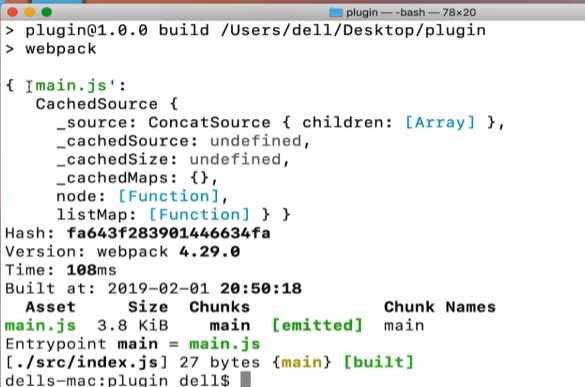 plugin — -bash — 78×20
> plugin@1.0.0 build /Users/dell/Desktop/plugin
> webpack
{ 'main.js':
CachedSource {
_source: ConcatSource { children: [Array] },
_cachedSource: undefined,
_cachedSize: undefined,
_cachedMaps: {},
node: [Function],
listMap: [Function] } }
Hash: fa643f283901446634fa
Version: webpack 4.29.0
Time: 108ms
Built at: 2019-02-01 20:50:18
Asset Size Chunks Chunk Names
main.js 3.8 KiB main [emitted] main
Entrypoint main = main.js
[./src/index.js] 27 bytes {main} [built]
dells-mac:plugin dell$